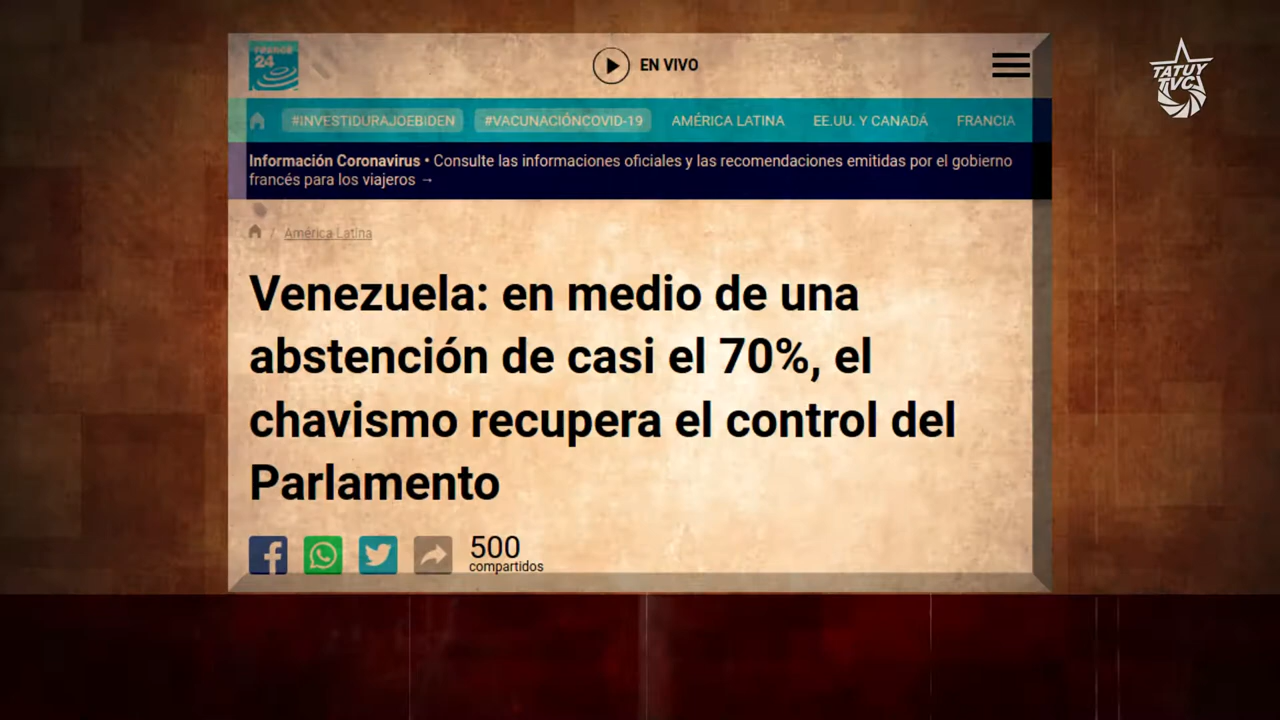 FRANCE
24
EN VIVO
TATUY
TVC
#INVESTIDURAJOEBIDEN #VACUNACIÓNCOVID-19 AMÉRICA LATINA EE.UU. Y CANADÁ FRANCIA
Información Coronavirus • Consulte las informaciones oficiales y las recomendaciones emitidas por el gobierno
francés para los viajeros →
/ América Latina
Venezuela: en medio de una
abstención de casi el 70%, el
chavismo recupera el control del
Parlamento
500
compartidos